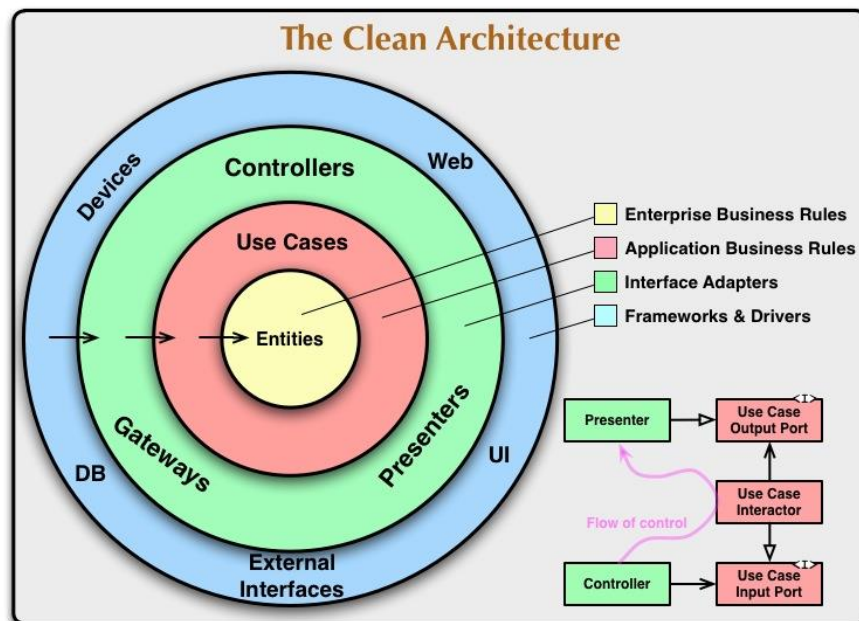 The Clean Architecture
Devices
Web
Controllers
Use Cases
Entities
Gateways
Presenters
DB
UI
External
Interfaces
Enterprise Business Rules
Application Business Rules
Interface Adapters
Frameworks & Drivers
Presenter
<I>
Use Case
Output Port
Use Case
Interactor
Flow of control
Controller
<I>
Use Case
Input Port